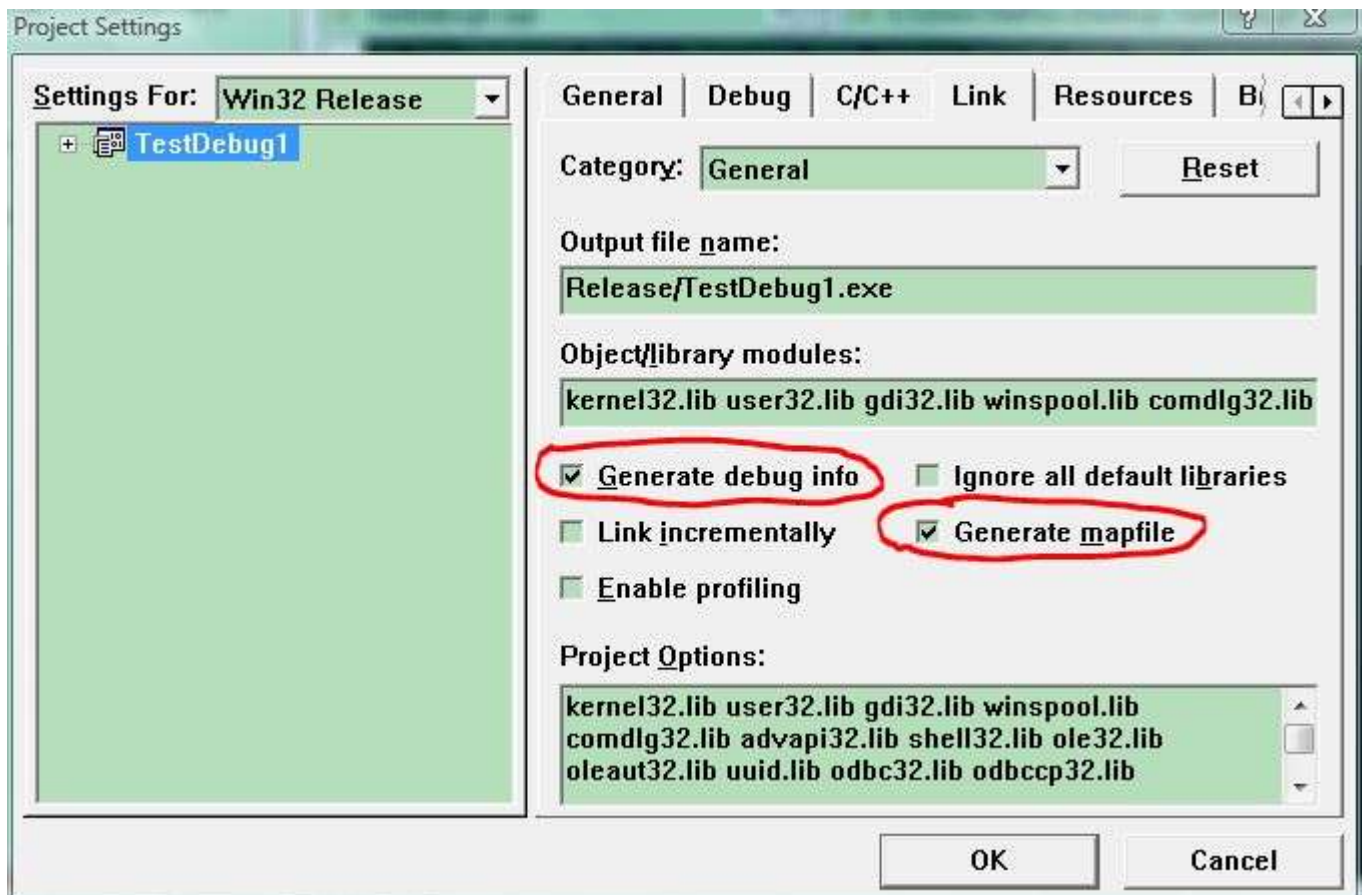 Project Settings
Settings For: Win32 Release
TestDebug1
General Debug C/C++ Link Resources
Category: General Reset
Output file name:
Release/TestDebug1.exe
Object/library modules:
kernel32.lib user32.lib gdi32.lib winspool.lib comdlg32.lib
Generate debug info Ignore all default libraries
Link incrementally Generate mapfile
Enable profiling
Project Options:
kernel32.lib user32.lib gdi32.lib winspool.lib
comdlg32.lib advapi32.lib shell32.lib ole32.lib
oleaut32.lib uuid.lib odbc32.lib odbccp32.lib
OK Cancel